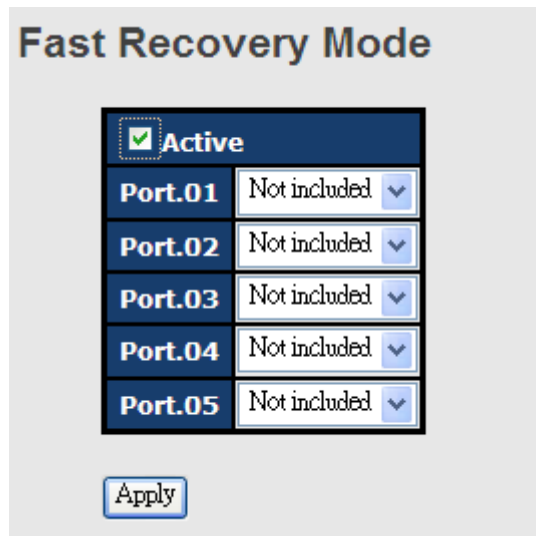 Fast Recovery Mode
Active
Port.01 Not included
Port.02 Not included
Port.03 Not included
Port.04 Not included
Port.05 Not included
Apply